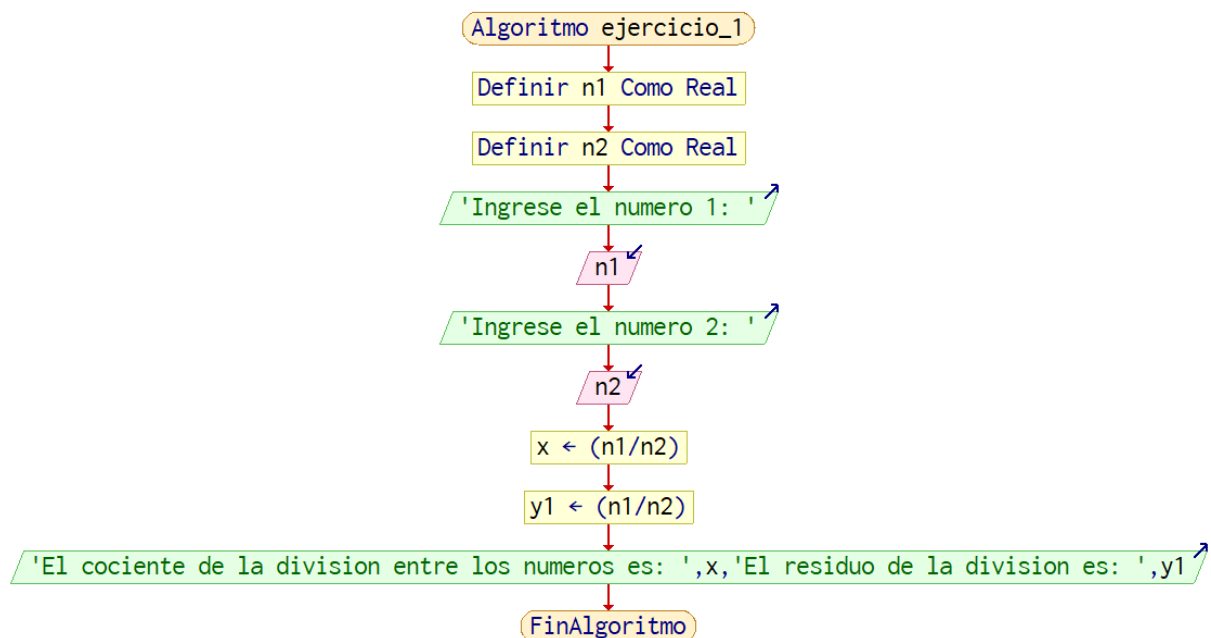 Algoritmo ejercicio_1
Definir n1 Como Real
Definir n2 Como Real
'Ingrese el numero 1: '
n1
'Ingrese el numero 2: '
n2
x ← (n1/n2)
y1 ← (n1/n2)
'El cociente de la division entre los numeros es: ',x,'El residuo de la division es: ',y1
FinAlgoritmo